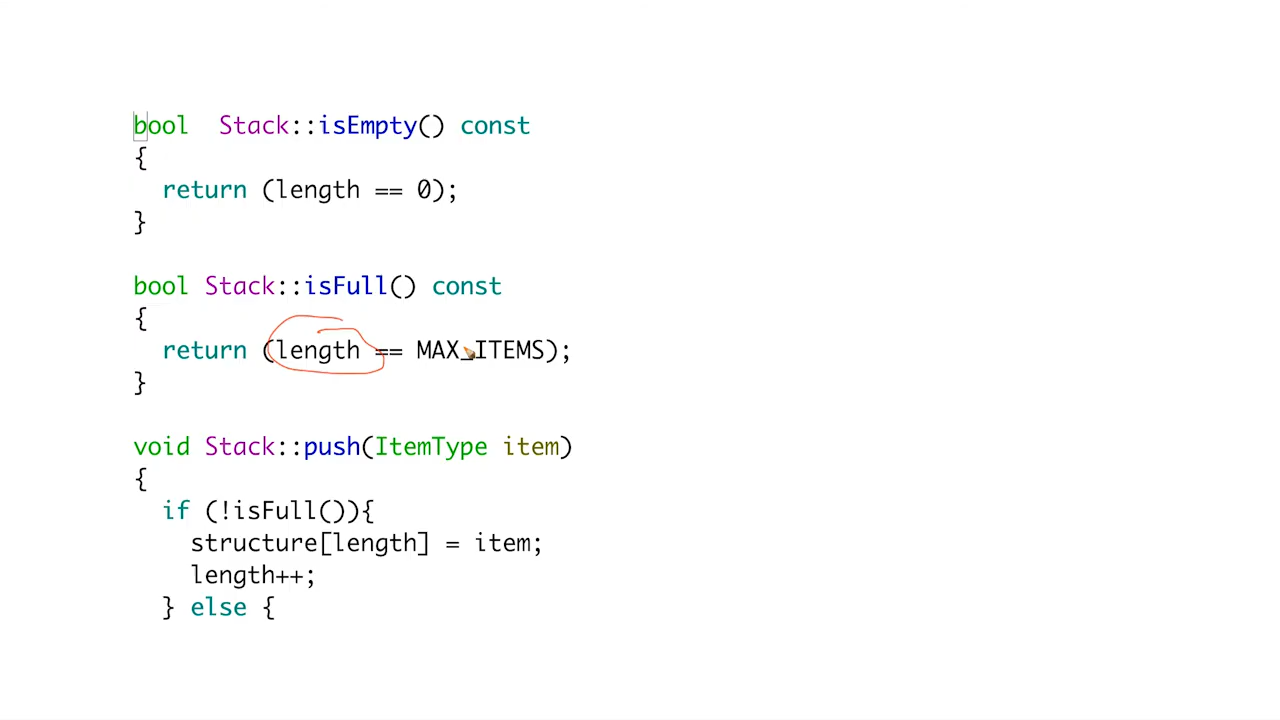 bool  Stack::isEmpty() const
{
  return (length == 0);
}
bool Stack::isFull() const
{
  return (length == MAX_ITEMS);
}
void Stack::push(ItemType item)
{
  if (!isFull()){
    structure[length] = item;
    length++;
  } else {